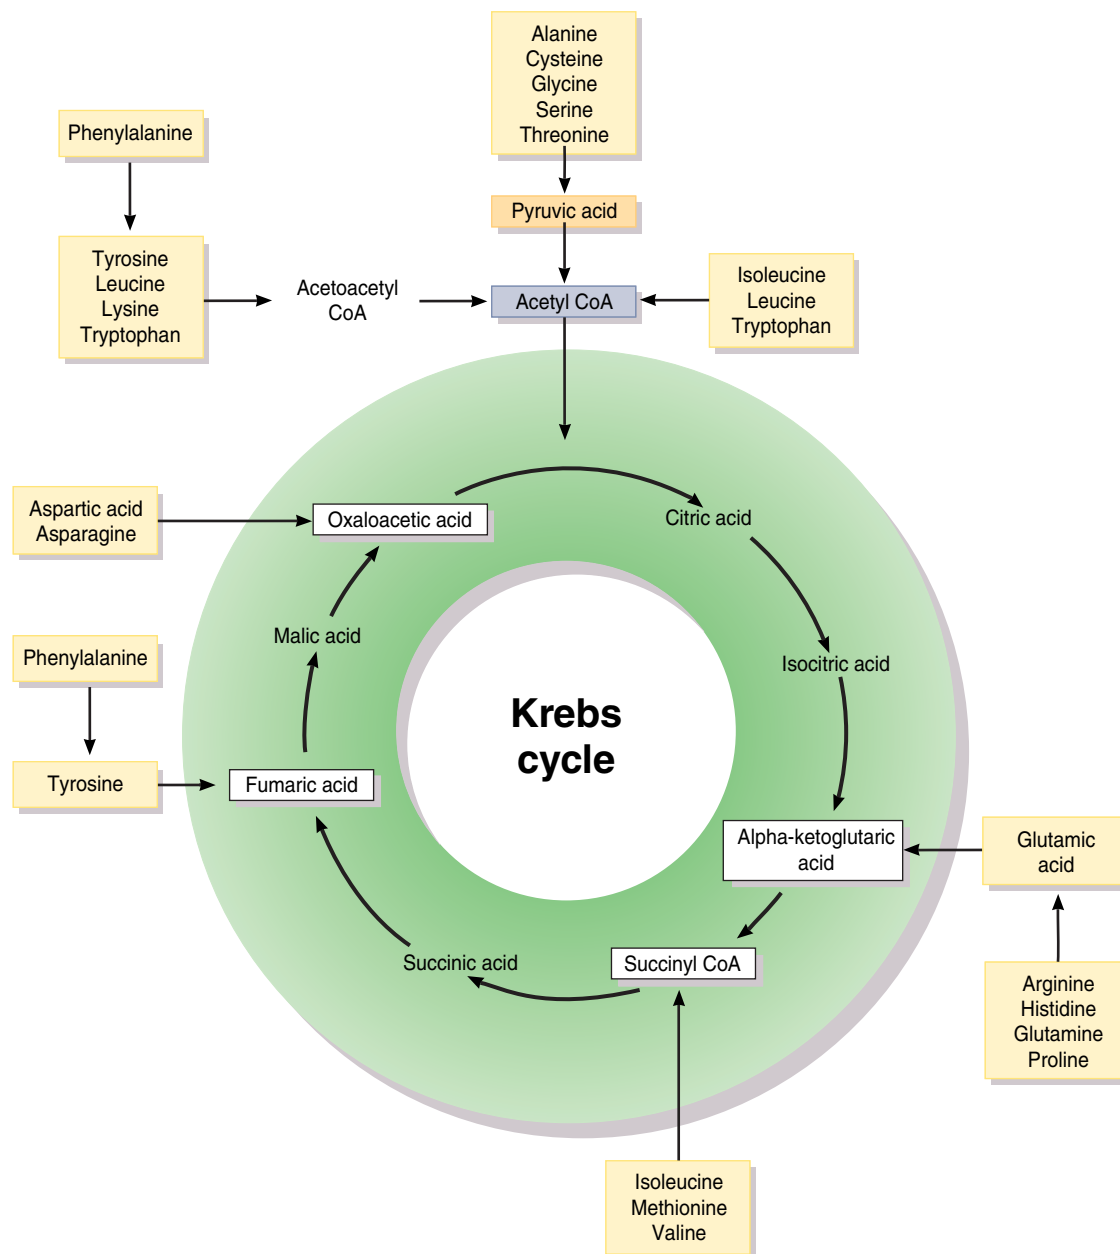 Alanine
Cysteine
Glycine
Serine
Threonine
Phenylalanine
Pyruvic acid
Tyrosine
Leucine
Lysine
Tryptophan
Acetoacetyl
CoA
Acetyl CoA
Isoleucine
Leucine
Tryptophan
Aspartic acid
Asparagine
Oxaloacetic acid
Citric acid
Malic acid
Isocitric acid
Phenylalanine
Krebs
cycle
Tyrosine
Fumaric acid
Alpha-ketoglutaric
acid
Glutamic
acid
Succinic acid
Succinyl CoA
Arginine
Histidine
Glutamine
Proline
Isoleucine
Methionine
Valine